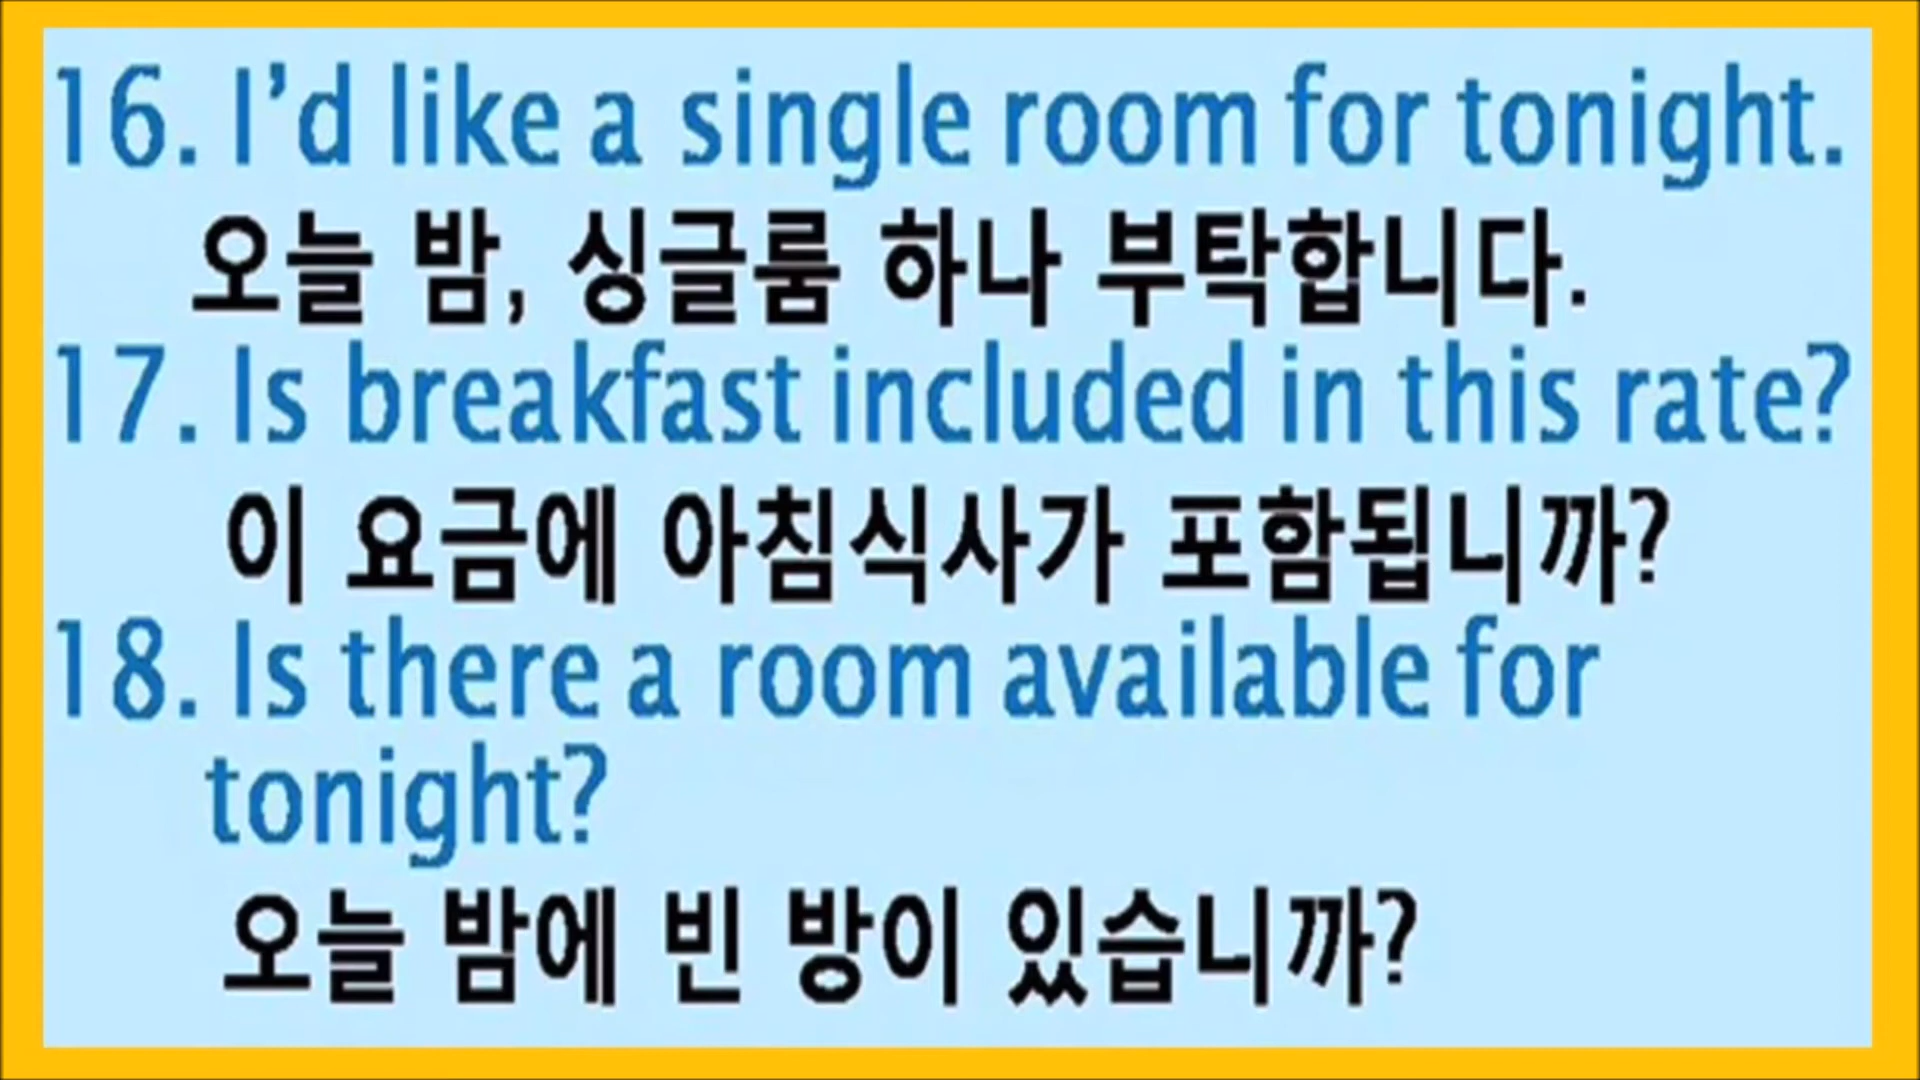 16. I’d like a single room for tonight.
오늘 밤, 싱글룸 하나 부탁합니다.
17. Is breakfast included in this rate?
이 요금에 아침식사가 포함됩니까?
18. Is there a room available for
tonight?
오늘 밤에 빈 방이 있습니까?